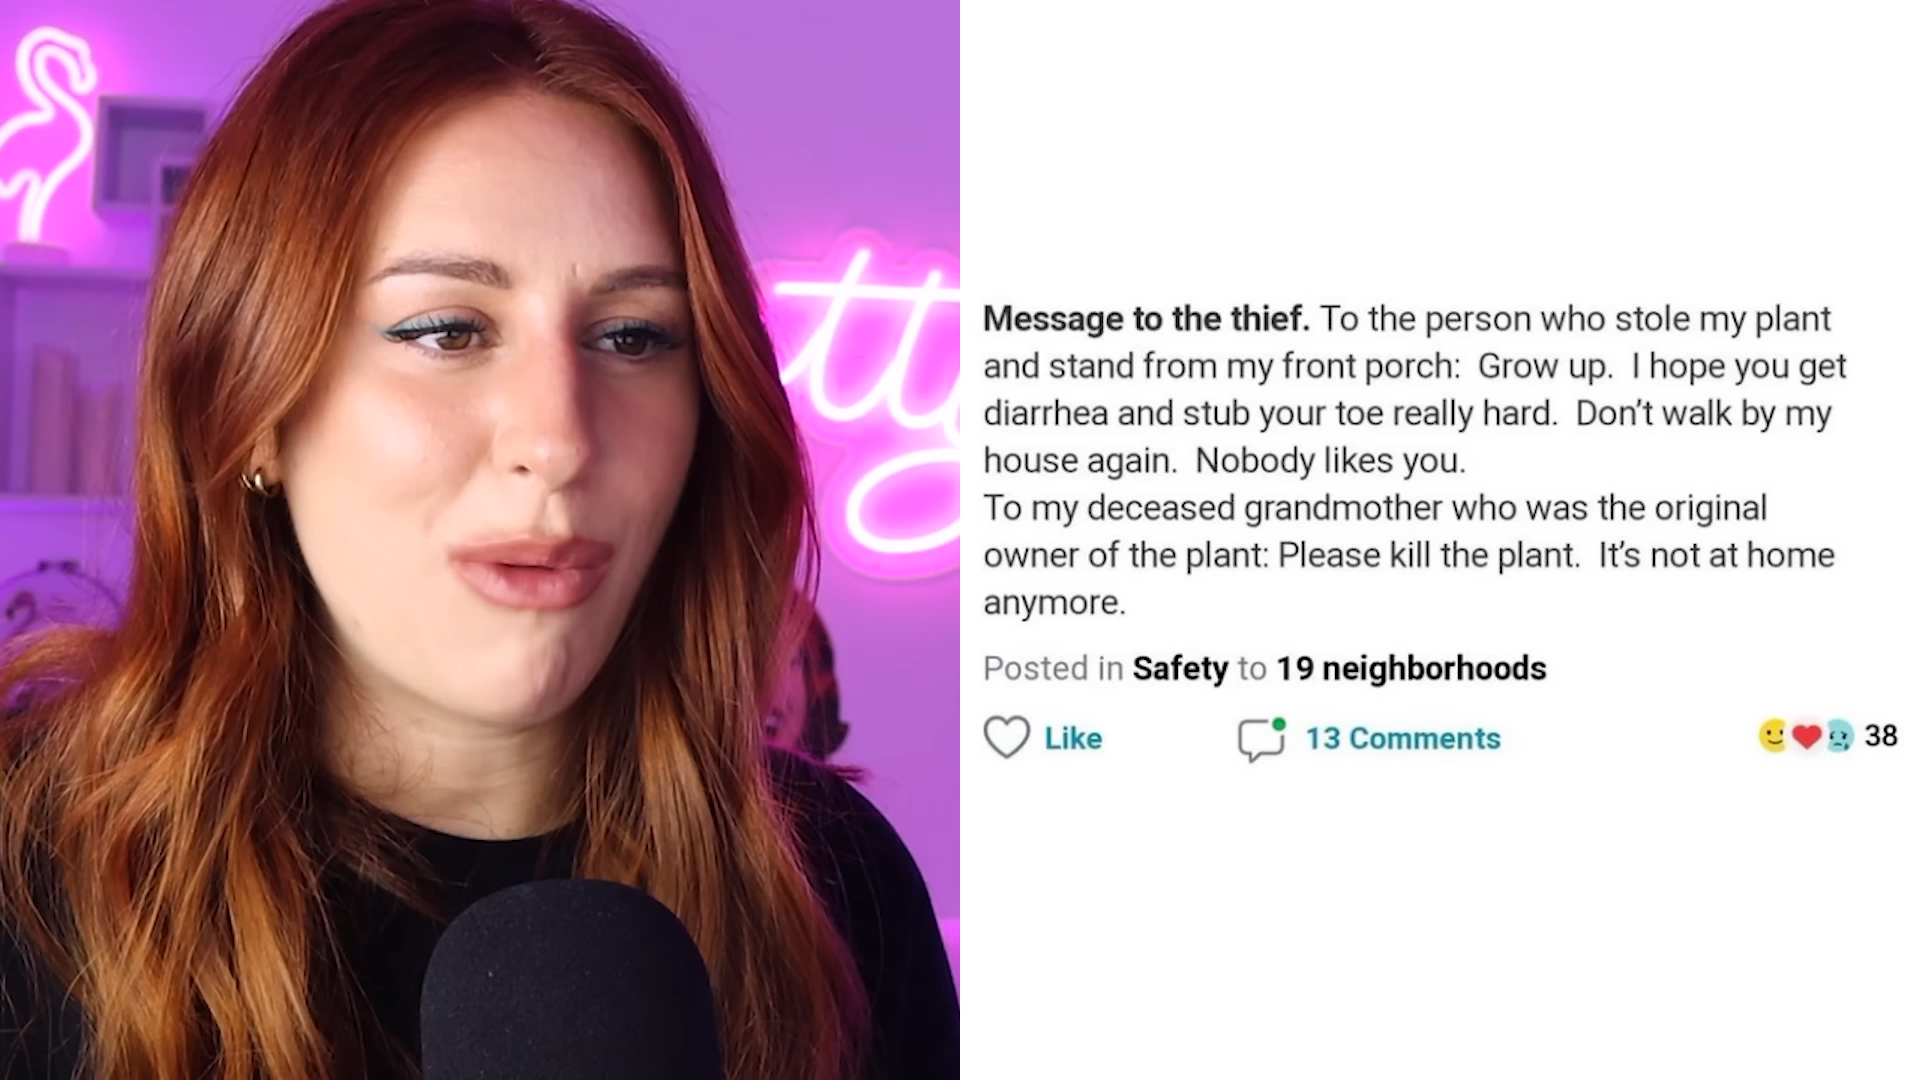 tty
Message to the thief. To the person who stole my plant
and stand from my front porch:  Grow up.  I hope you get
diarrhea and stub your toe really hard.  Don’t walk by my
house again.  Nobody likes you.
To my deceased grandmother who was the original
owner of the plant: Please kill the plant.  It’s not at home
anymore.
Posted in Safety to 19 neighborhoods
Like
13 Comments
38